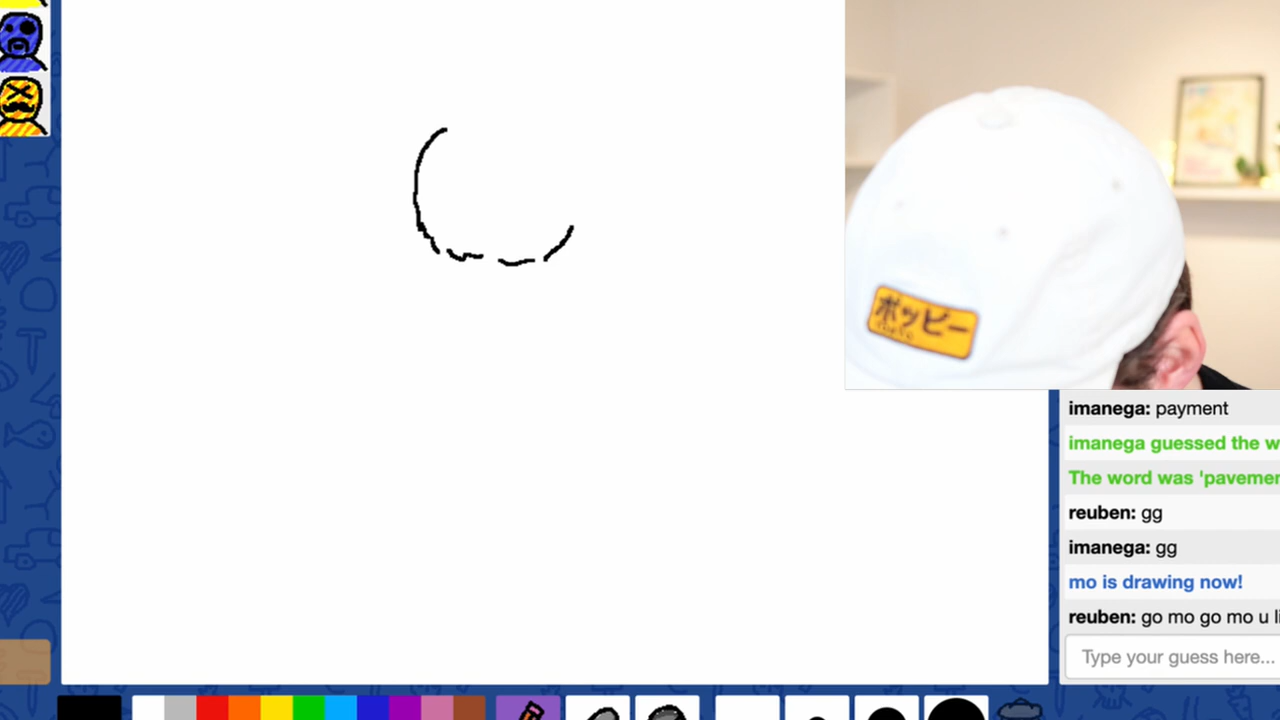 ポッピー
imanega: payment
imanega guessed the w
The word was 'pavemen
reuben: gg
imanega: gg
mo is drawing now!
reuben: go mo go mo u li
Type your guess here...